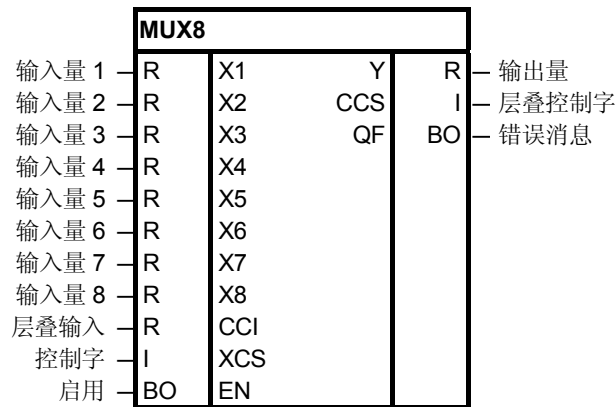 MUX8
输入量 1 R X1 Y R 输出量
输入量 2 R X2 CCS I 层叠控制字
输入量 3 R X3 QF BO 错误消息
输入量 4 R X4
输入量 5 R X5
输入量 6 R X6
输入量 7 R X7
输入量 8 R X8
层叠输入 R CCI
控制字 I XCS
启用 BO EN